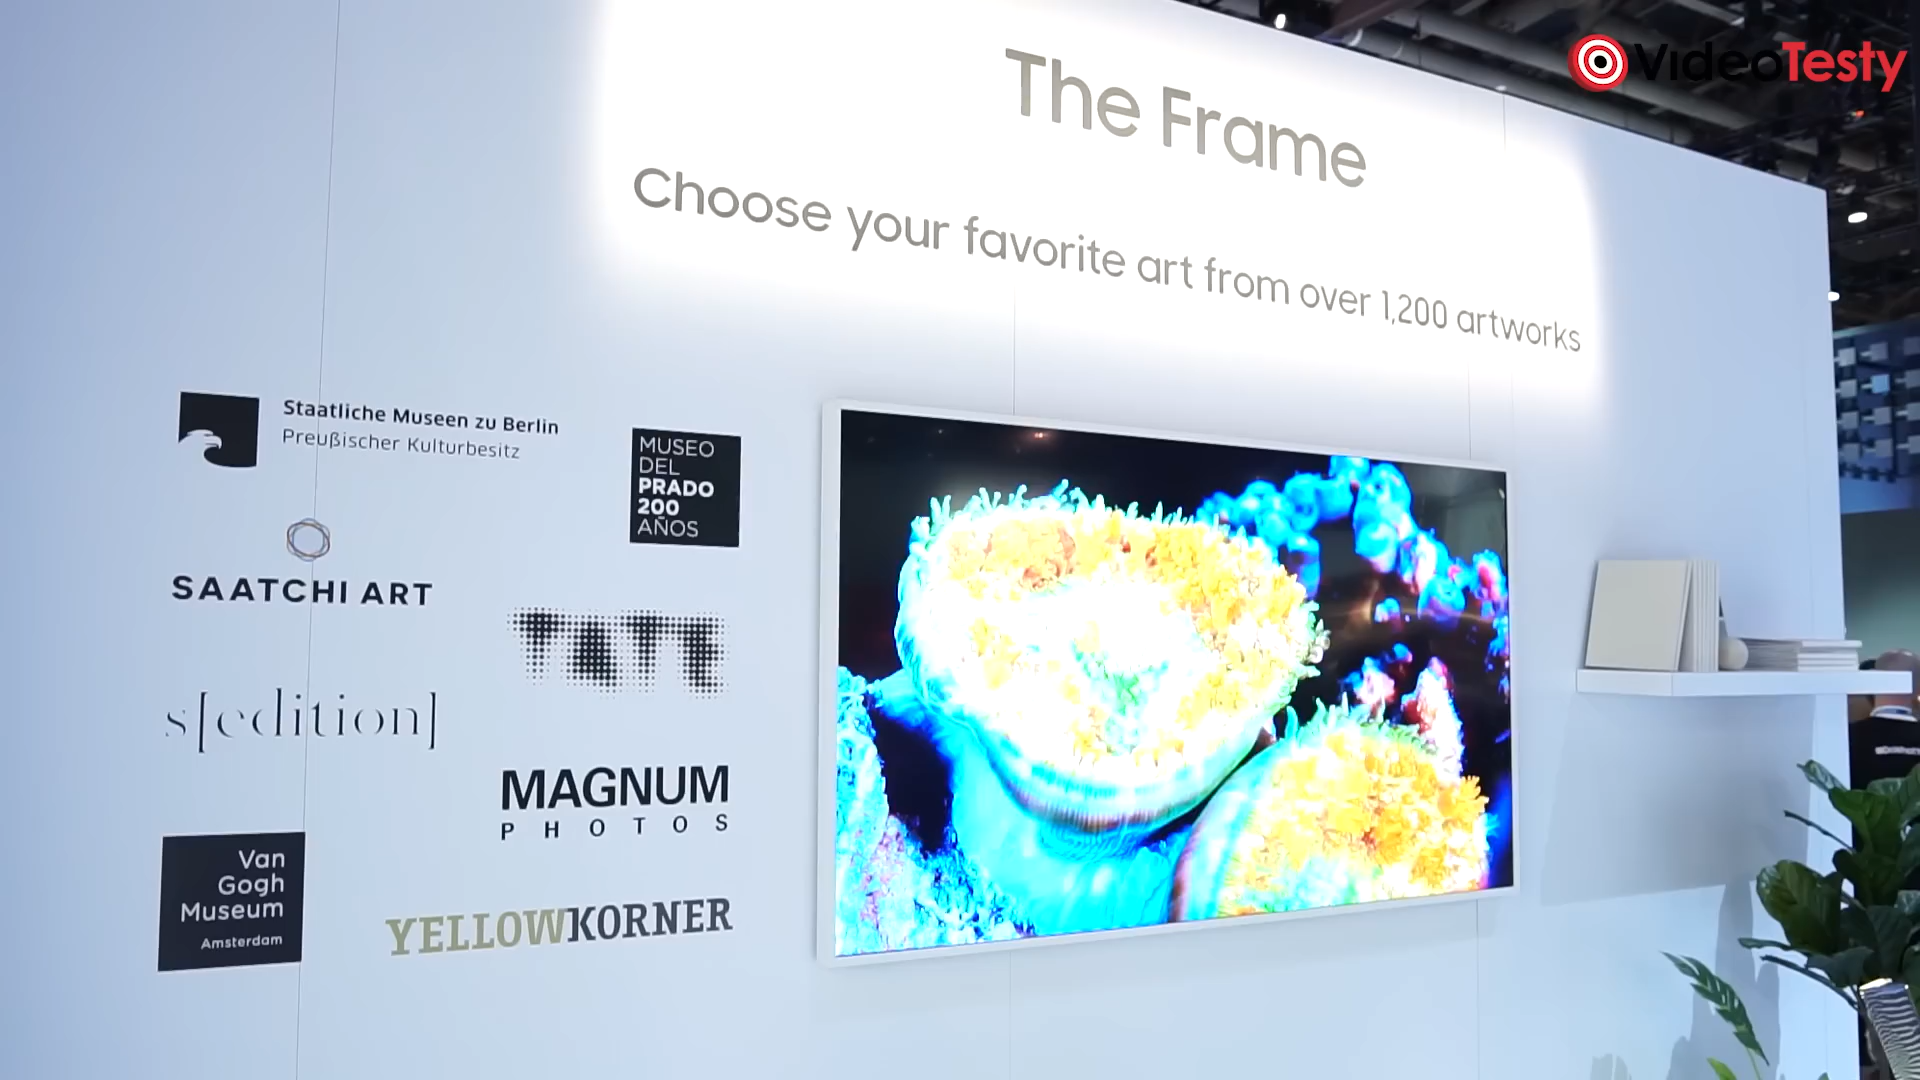 VideoTesty
The Frame
Choose your favorite art from over 1,200 artworks
Staatliche Museen zu Berlin
Preußischer Kulturbesitz
MUSEO
DEL
PRADO
200
AÑOS
SAATCHI ART
TATE
s[edition]
MAGNUM
PHOTOS
Van
Gogh
Museum
Amsterdam
YELLOWKORNER